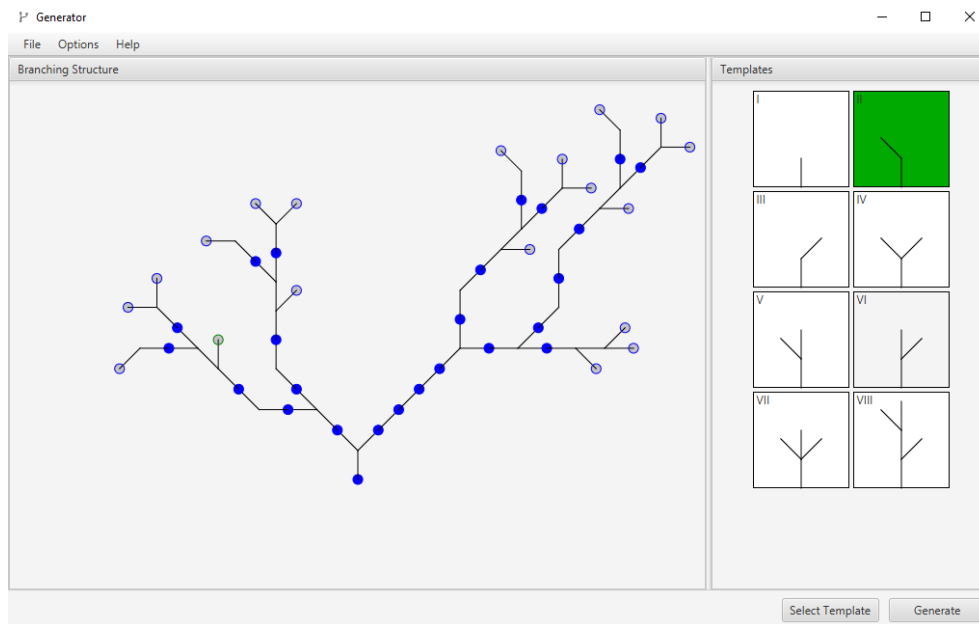 Generator
File Options Help
Branching Structure
Templates
I II
III IV
V VI
VII VIII
Select Template Generate